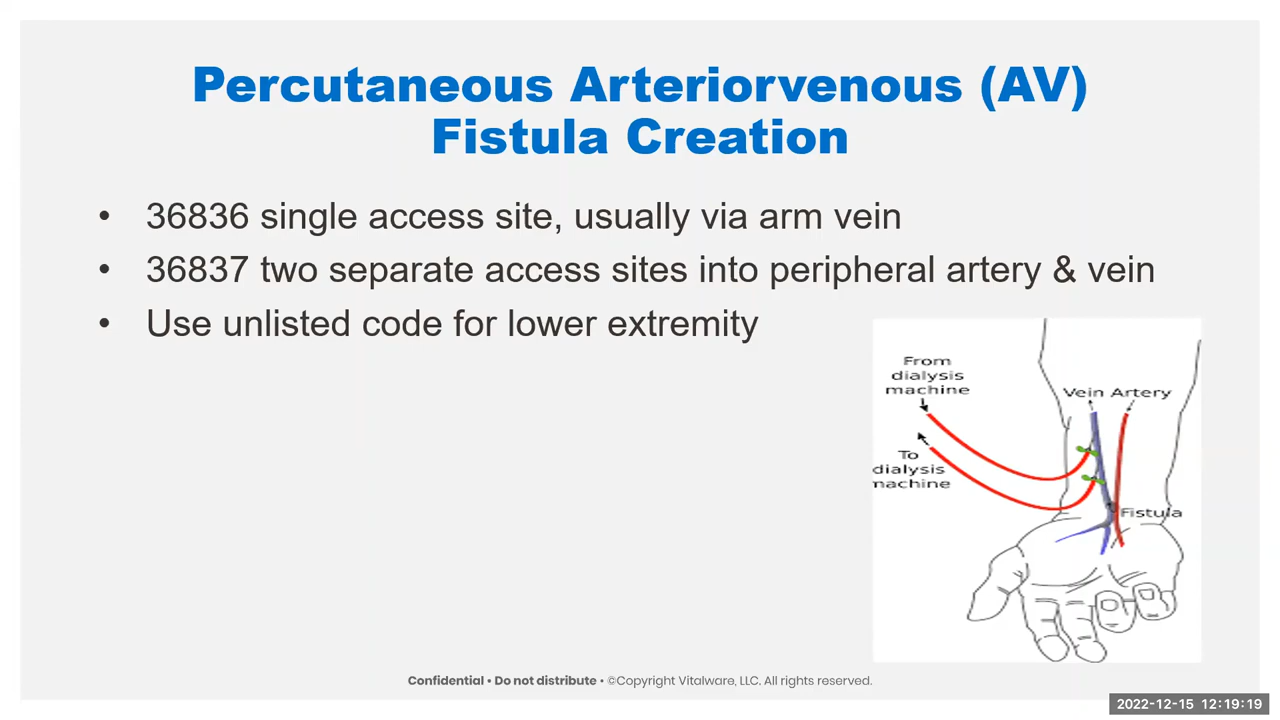 Percutaneous Arteriorvenous (AV)
Fistula Creation
• 36836 single access site, usually via arm vein
• 36837 two separate access sites into peripheral artery & vein
• Use unlisted code for lower extremity
From
dialysis
machine
Vein Artery
To
dialysis
machine
Fistula
Confidential • Do not distribute • ©Copyright Vitalware, LLC. All rights reserved.
2022-12-15 12:19:19